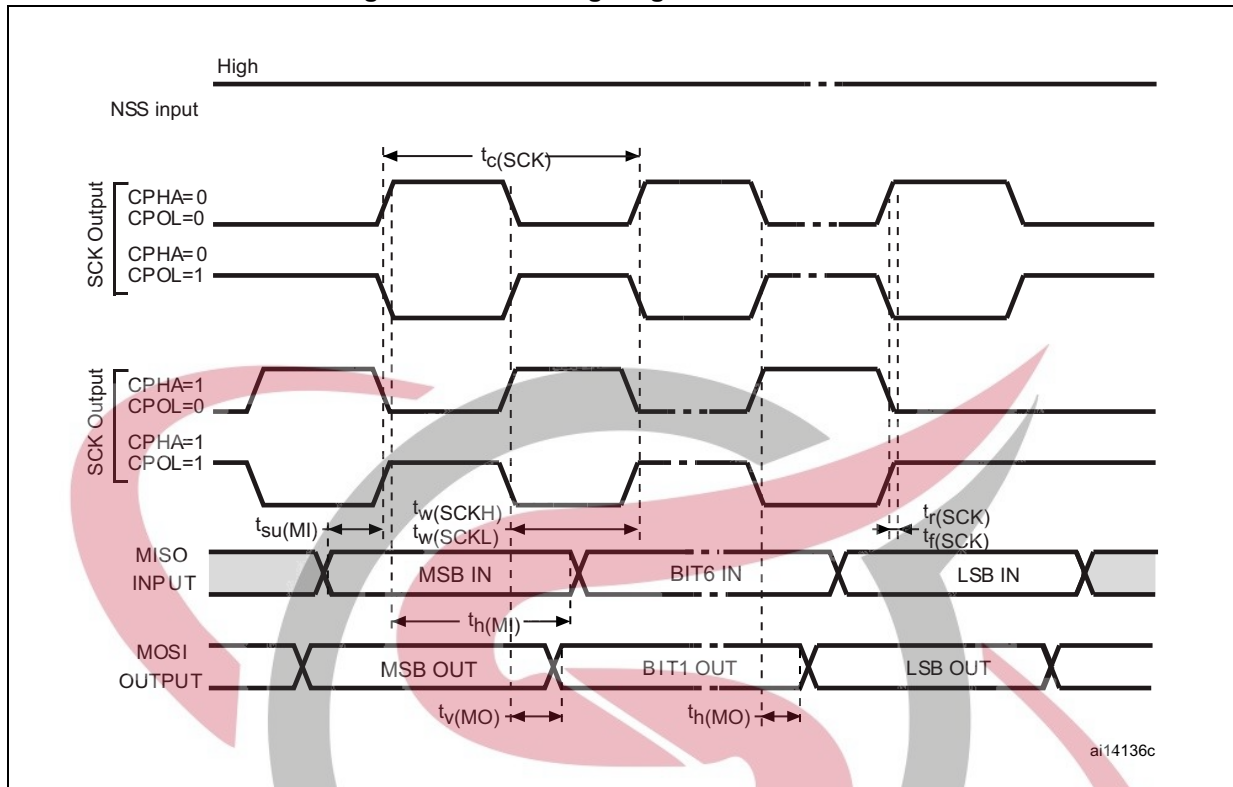 High
NSS input
tc(SCK)
SCK Output
CPHA=0
CPOL=0
CPHA=0
CPOL=1
SCK Output
CPHA=1
CPOL=0
CPHA=1
CPOL=1
tsu(MI)
tw(SCKH)
tw(SCKL)
tr(SCK)
tf(SCK)
MISO
INPUT
MSB IN
BIT6 IN
LSB IN
th(MI)
MOSI
OUTPUT
MSB OUT
BIT1 OUT
LSB OUT
tv(MO)
th(MO)
ai14136c